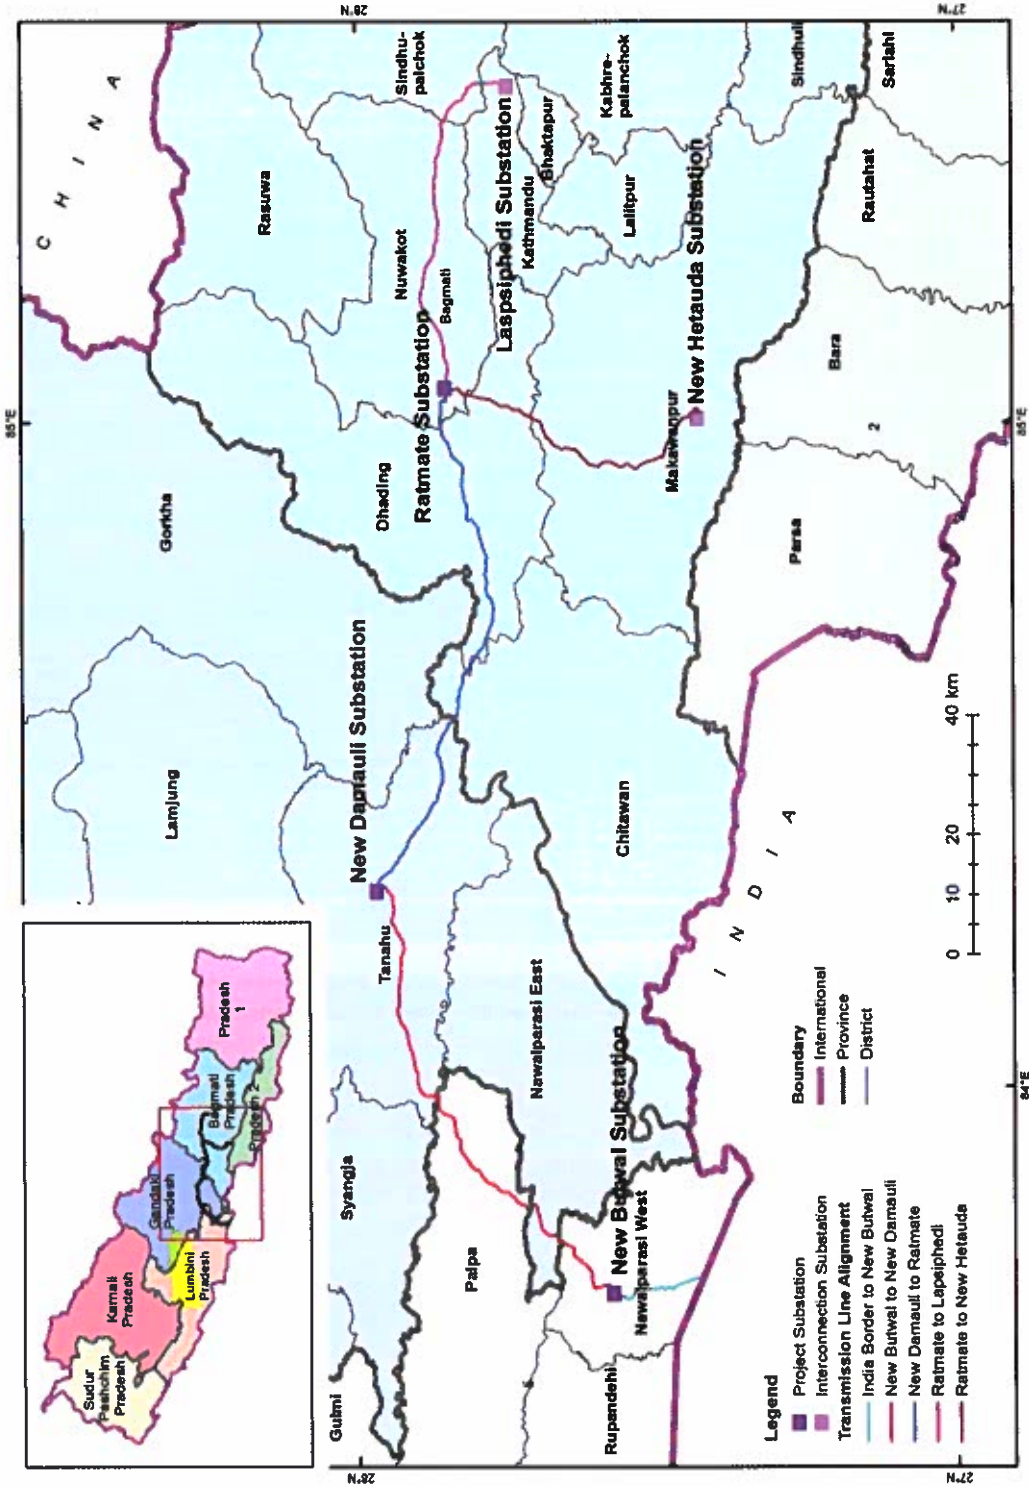 85°E
28°N
27°N
C H I N A
Gorkha
Rasuwa
Sindhu-
palchok
Lamjung
Dhading
Nuwakot
Bagmati
Ratmate Substation
Laspsiphedi Substation
Kathmandu
Bhaktapur
Kabhre-
palanchok
Lalitpur
Sindhuli
Sarlahi
Rautahat
New Hetauda Substation
Makawanpur
Bara
2
Parsa
New Damauli Substation
Tanahu
Chitawan
Nawalparasi East
Syangja
Palpa
Gulmi
Rupandehi
New Butwal Substation
Nawalparasi West
I N D I A
Sudur
Pashchim
Pradesh
Karnali
Pradesh
Lumbini
Pradesh
Gandaki
Pradesh
Bagmati
Pradesh
Pradesh 2
Pradesh
1
Legend
Project Substation
Interconnection Substation
Transmission Line Alignment
India Border to New Butwal
New Butwal to New Damauli
New Damauli to Ratmate
Ratmate to Lapsiphedi
Ratmate to New Hetauda
Boundary
International
Province
District
0 10 20 40 km
28°N
27°N
84°E
85°E